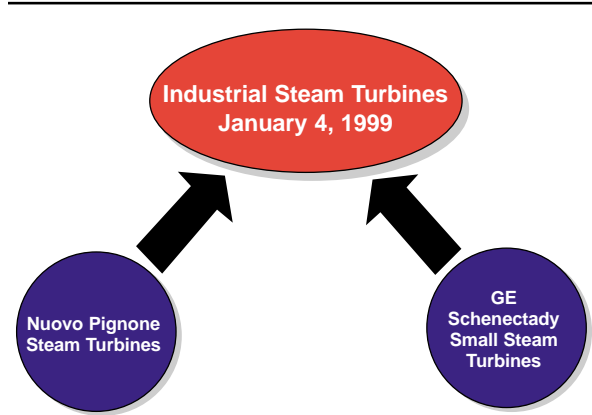 Industrial Steam Turbines
January 4, 1999
Nuovo Pignone
Steam Turbines
GE
Schenectady
Small Steam
Turbines